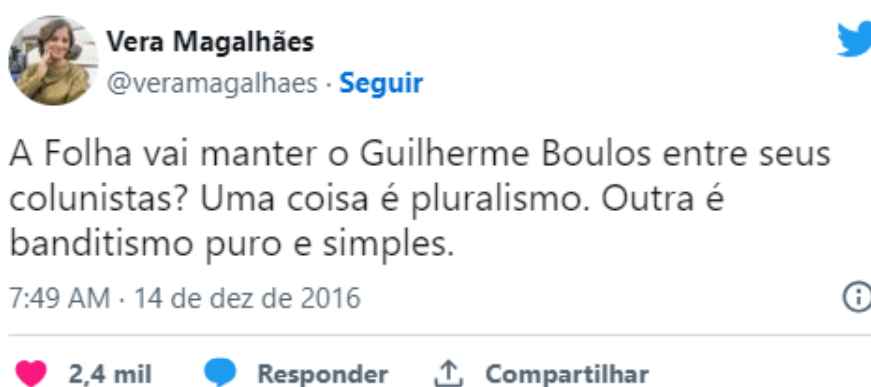 Vera Magalhães
@veramagalhaes · Seguir
A Folha vai manter o Guilherme Boulos entre seus
colunistas? Uma coisa é pluralismo. Outra é
banditismo puro e simples.
7:49 AM · 14 de dez de 2016
2,4 mil Responder Compartilhar